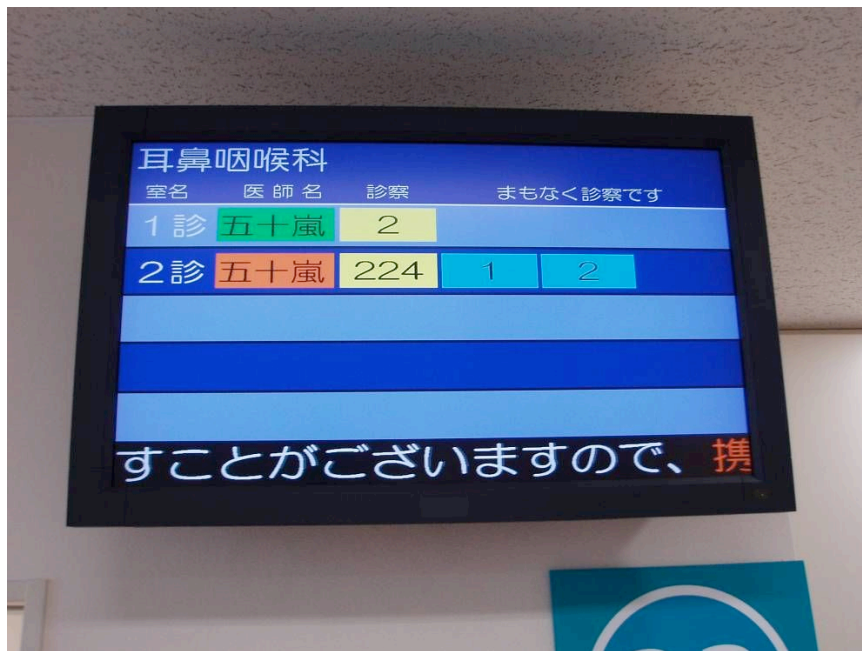 耳鼻咽喉科
室名 医師名 診察 まもなく診察です
1診 五十嵐 2
2診 五十嵐 224 1 2
すことがございますので、携